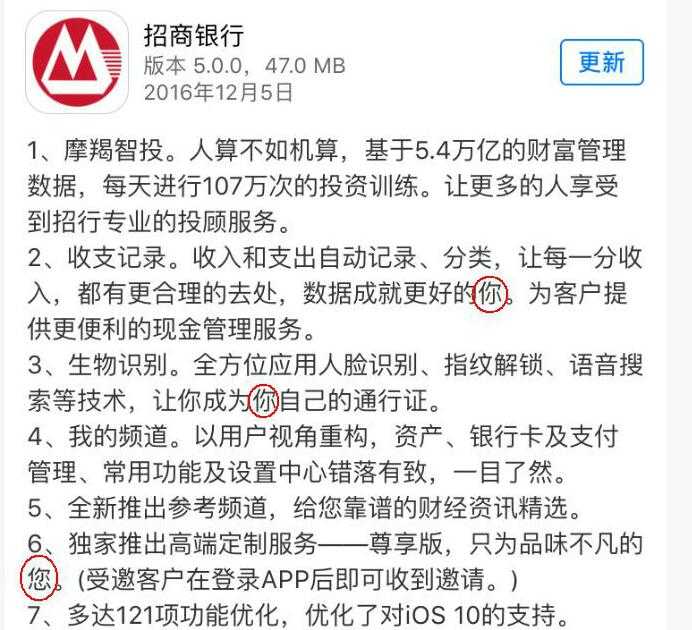 招商银行
版本 5.0.0，47.0 MB
更新
2016年12月5日
1、摩羯智投。人算不如机算，基于5.4万亿的财富管理
数据，每天进行107万次的投资训练。让更多的人享受
到招行专业的投顾服务。
2、收支记录。收入和支出自动记录、分类，让每一分收
入，都有更合理的去处，数据成就更好的你。为客户提
供更便利的现金管理服务。
3、生物识别。全方位应用人脸识别、指纹解锁、语音搜
索等技术，让你成为你自己的通行证。
4、我的频道。以用户视角重构，资产、银行卡及支付
管理、常用功能及设置中心错落有致，一目了然。
5、全新推出参考频道，给您靠谱的财经资讯精选。
6、独家推出高端定制服务——尊享版，只为品味不凡的
您。(受邀客户在登录APP后即可收到邀请。)
7、多达121项功能优化，优化了对iOS 10的支持。